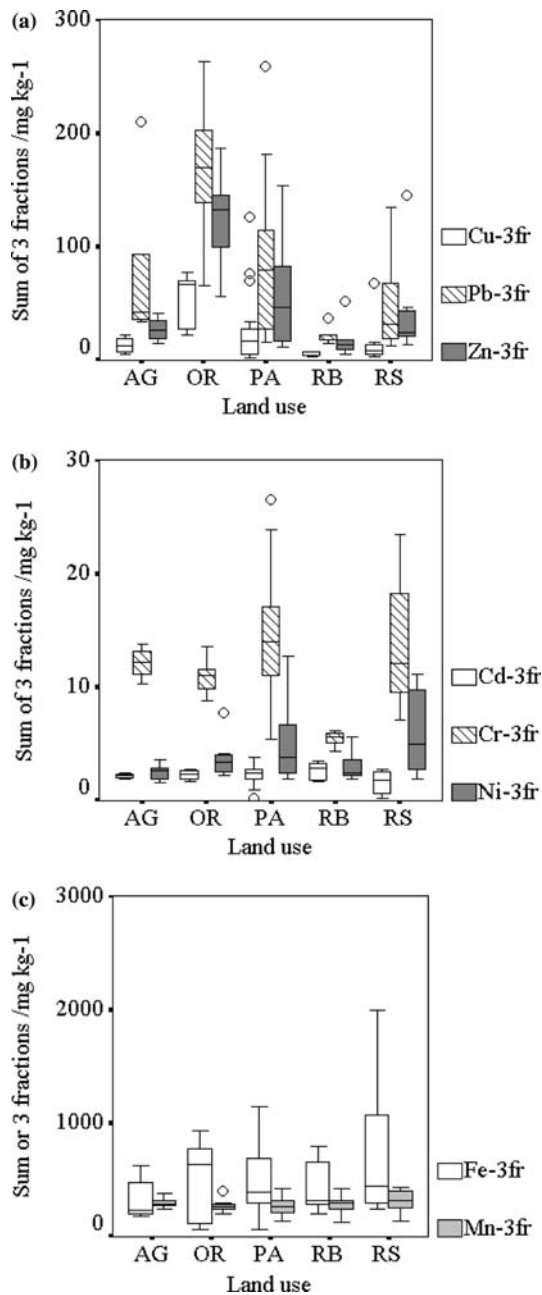 (a)
300
200
100
0
Sum of 3 fractions /mg kg-1
AG OR PA RB RS
Land use
Cu-3fr
Pb-3fr
Zn-3fr
(b)
30
20
10
0
Sum of 3 fractions /mg kg-1
AG OR PA RB RS
Land use
Cd-3fr
Cr-3fr
Ni-3fr
(c)
3000
2000
1000
0
Sum or 3 fractions /mg kg-1
AG OR PA RB RS
Land use
Fe-3fr
Mn-3fr